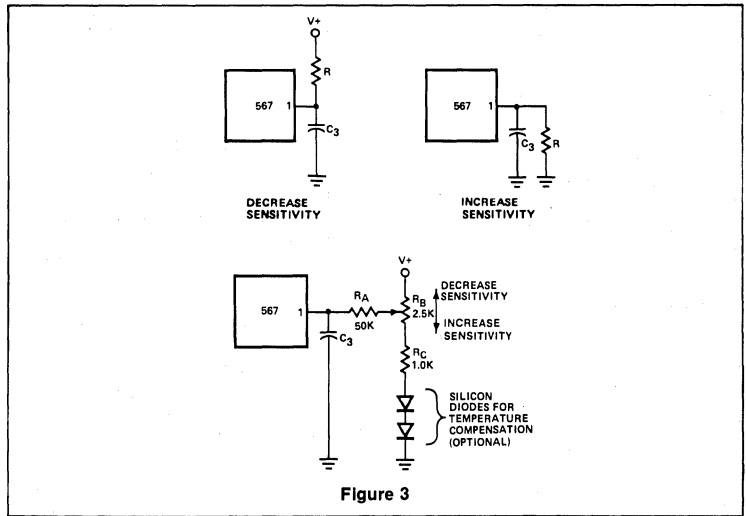 V+
R
567 1
C3
DECREASE
SENSITIVITY
567 1
C3 R
INCREASE
SENSITIVITY
V+
567 1
RA
50K
C3
RB
2.5K
DECREASE
SENSITIVITY
INCREASE
SENSITIVITY
RC
1.0K
SILICON
DIODES FOR
TEMPERATURE
COMPENSATION
(OPTIONAL)
Figure 3